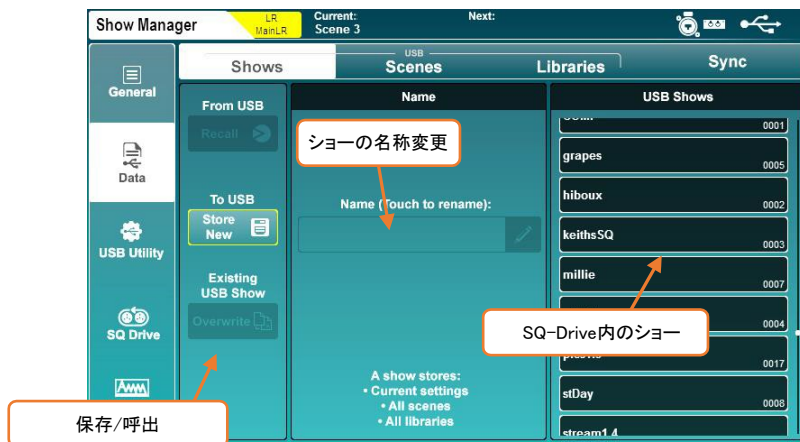 Show Manager
LR
MainLR
Current:
Scene 3
Next:
General
Data
USB Utility
SQ Drive
Shows
USB
Scenes
Libraries
Sync
From USB
Recall
To USB
Store
New
Existing
USB Show
Overwrite
保存/呼出
Name
ショーの名称変更
Name (Touch to rename):
A show stores:
• Current settings
• All scenes
• All libraries
USB Shows
0001
grapes
0005
hiboux
0002
keithsSQ
0003
millie
0007
SQ-Drive内のショー
0004
0017
stDay
0008
stream1.4